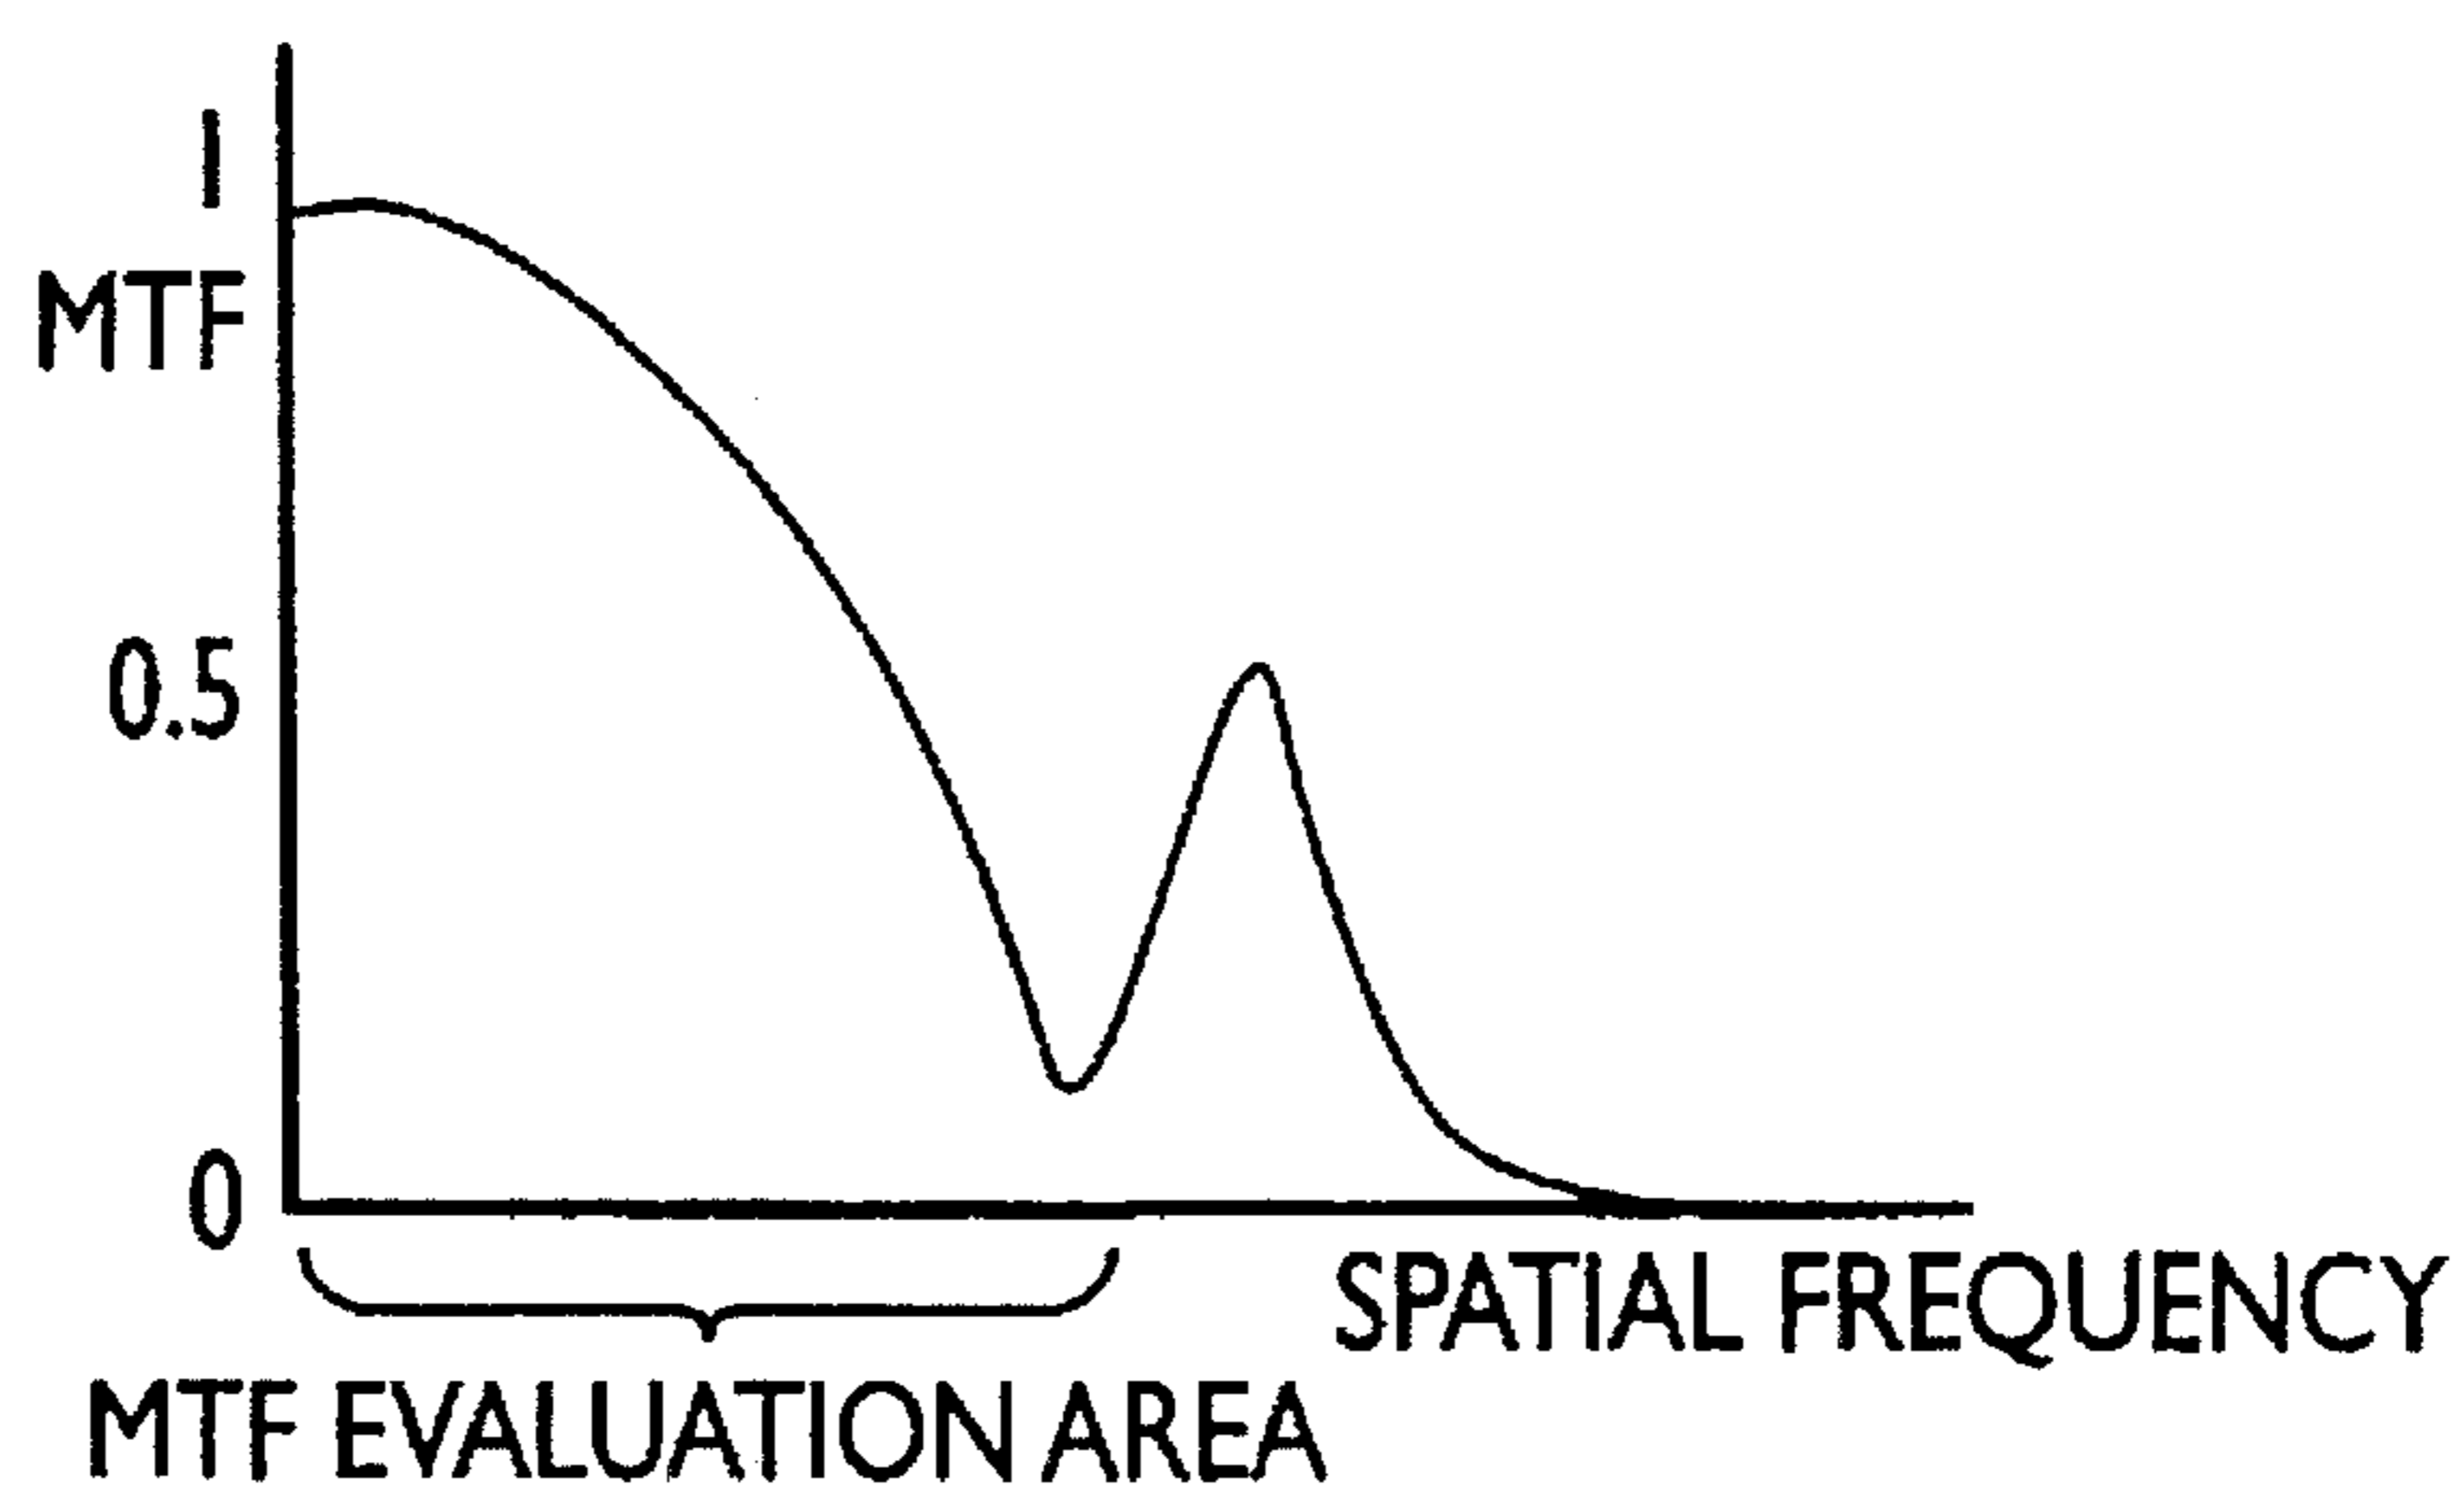 1
MTF
0.5
0
SPATIAL FREQUENCY
MTF EVALUATION AREA